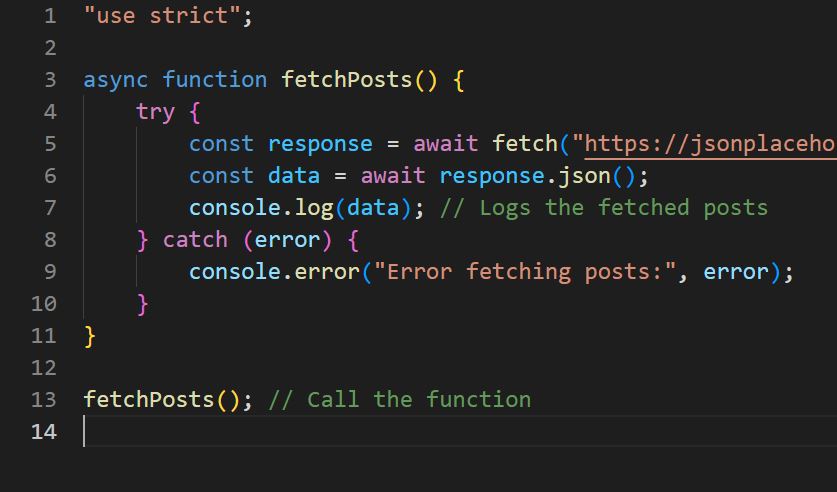 1 "use strict";
2
3 async function fetchPosts() {
4     try {
5         const response = await fetch("https://jsonplaceho
6         const data = await response.json();
7         console.log(data); // Logs the fetched posts
8     } catch (error) {
9         console.error("Error fetching posts:", error);
10     }
11 }
12
13 fetchPosts(); // Call the function
14